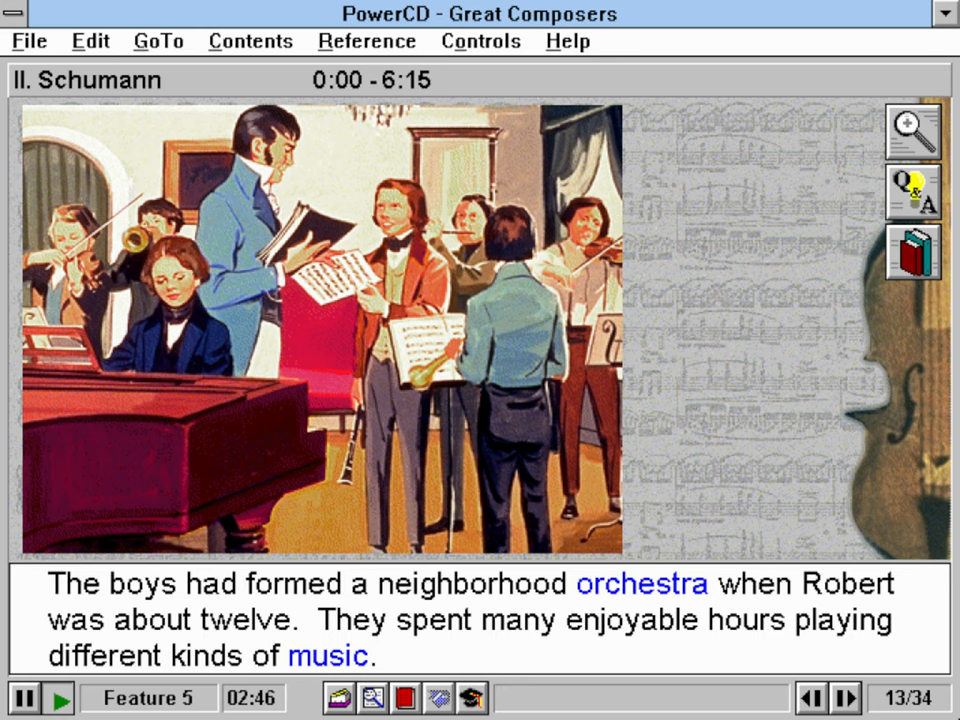 PowerCD - Great Composers
File Edit GoTo Contents Reference Controls Help
II. Schumann 0:00 - 6:15
Q
&
A
The boys had formed a neighborhood orchestra when Robert
was about twelve.  They spent many enjoyable hours playing
different kinds of music.
Feature 5 02:46 13/34